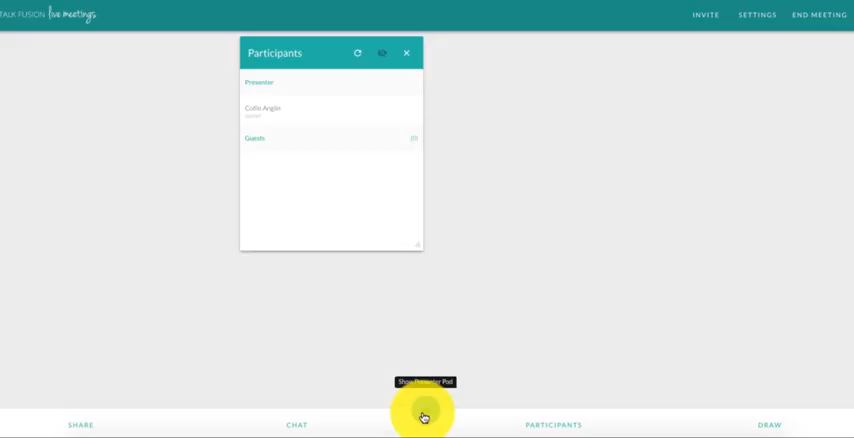 TALK FUSION live meetings
INVITE SETTINGS END MEETING
Participants
Presenter
Collin Anglin
Guests (0)
Show Presenter Pod
SHARE CHAT PARTICIPANTS DRAW